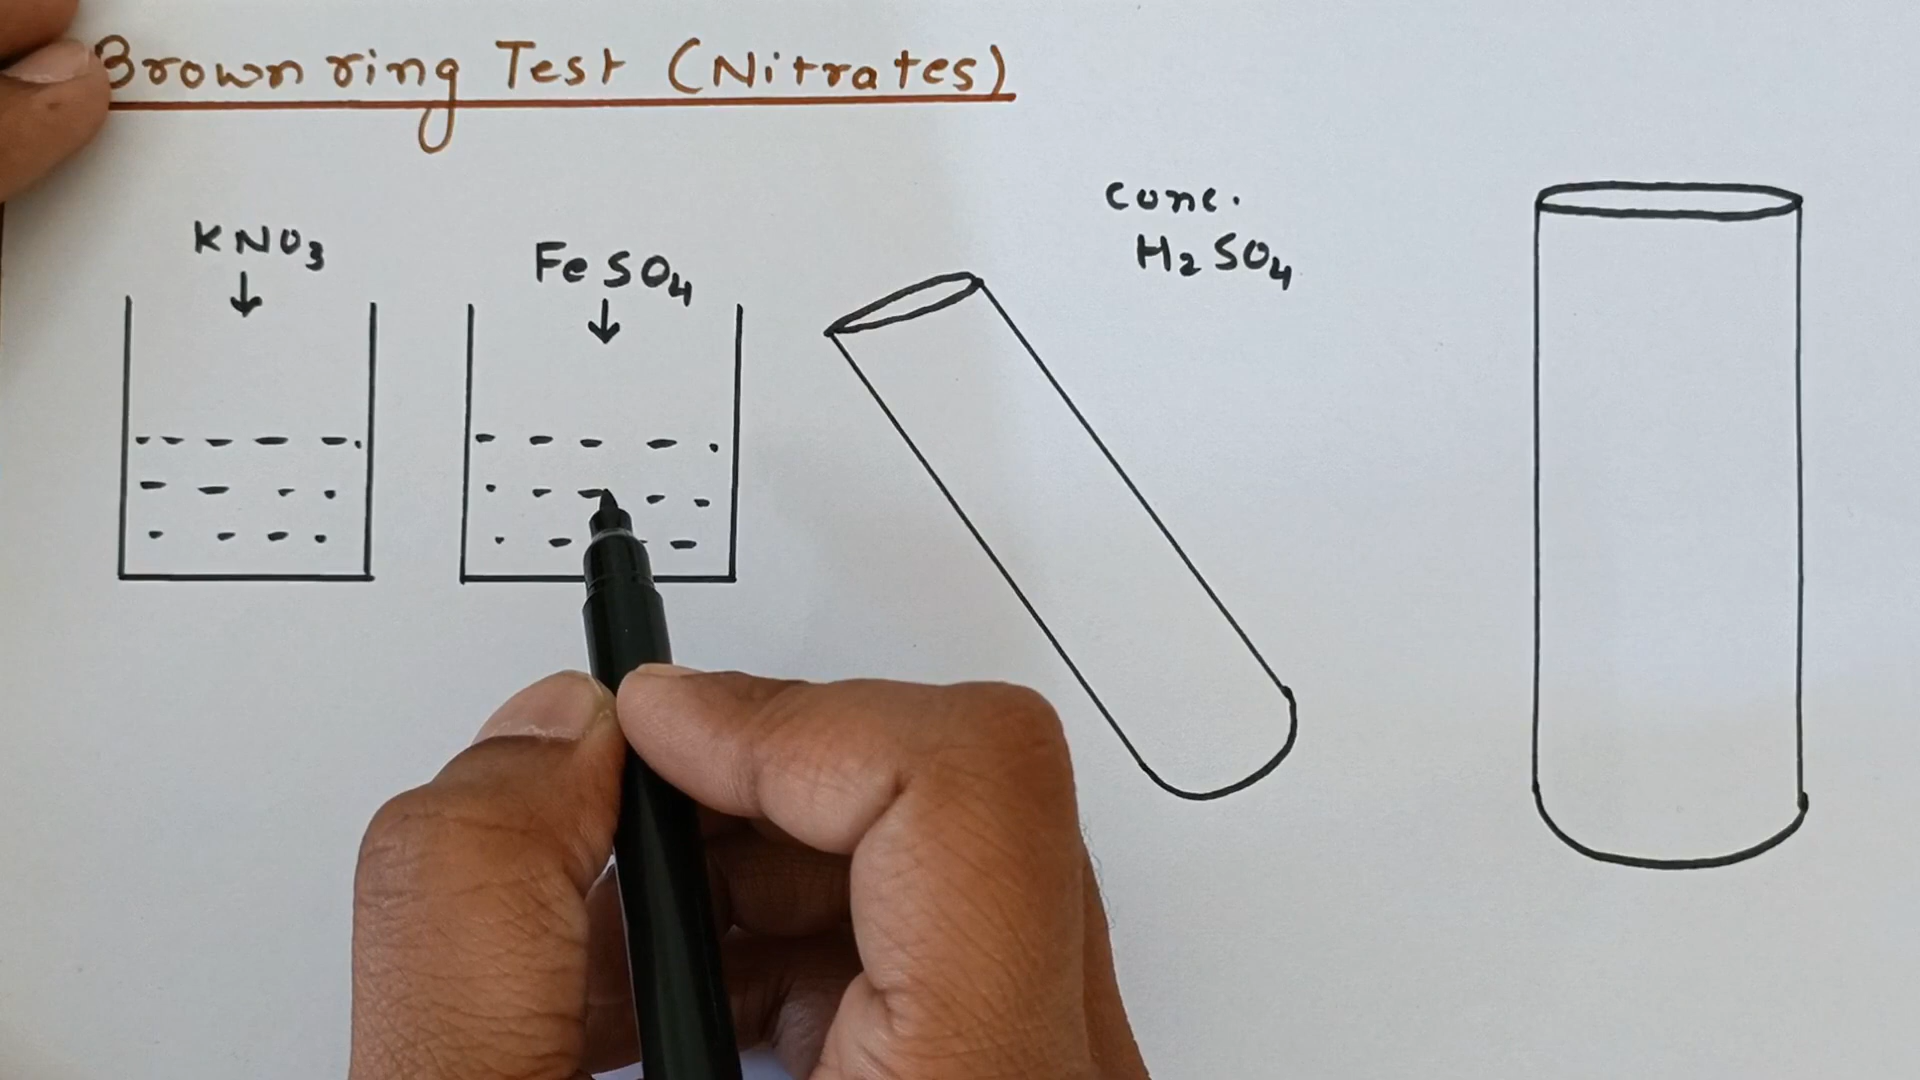 Brown ring Test (Nitrates)
KNO3
FeSO4
conc.
H2SO4